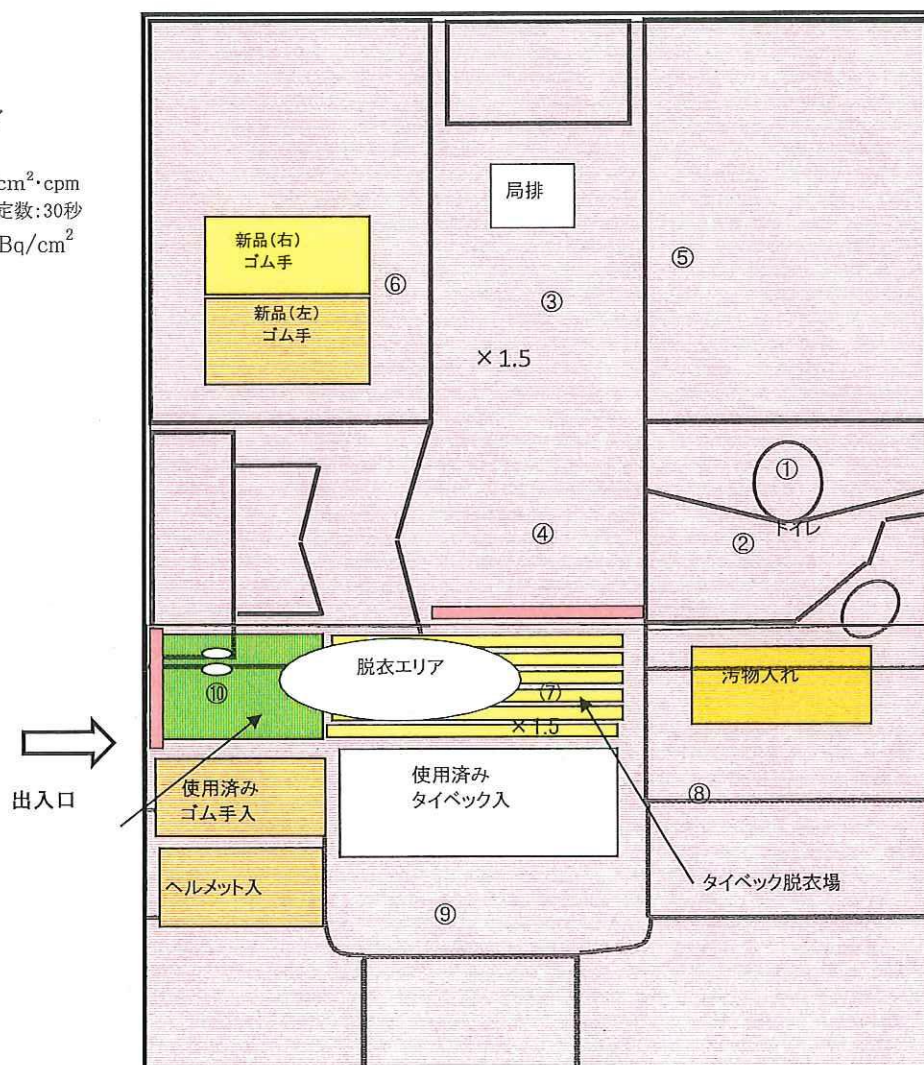 cm²･cpm
定数:30秒
Bq/cm²
局排
新品(右)
ゴム手
新品(左)
ゴム手
⑥
③
⑤
×1.5
①
トイレ
④
②
脱衣エリア
⑩
⑦
×1.5
汚物入れ
出入口
使用済み
ゴム手入
使用済み
タイベック入
⑧
ヘルメット入
タイベック脱衣場
⑨